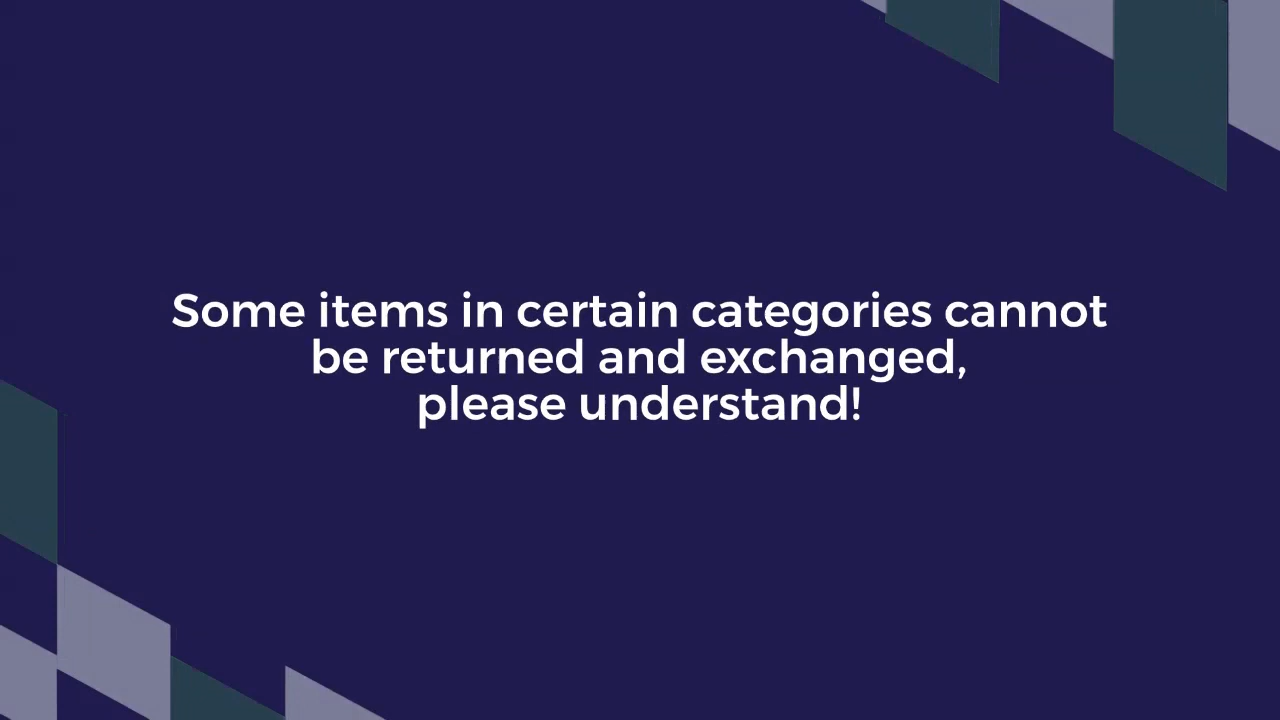 Some items in certain categories cannot
be returned and exchanged,
please understand!